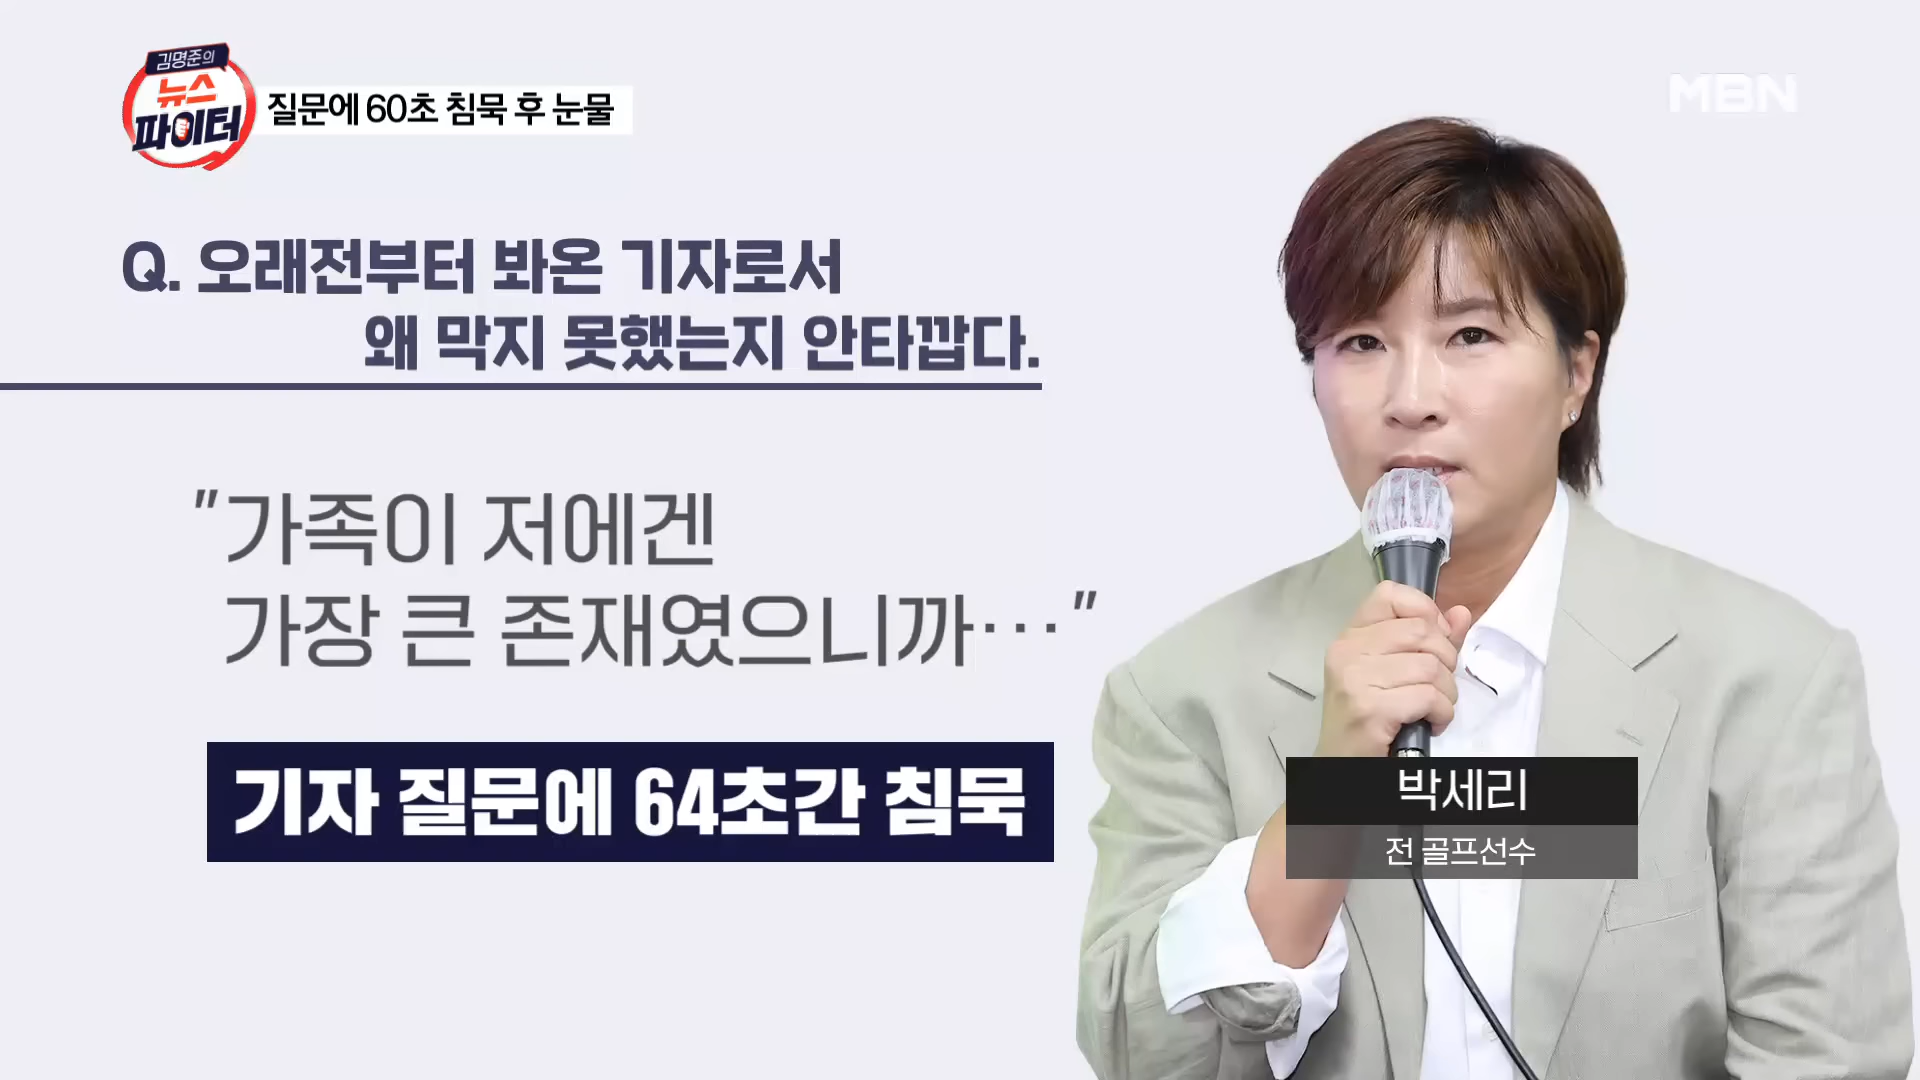 김명준의
뉴스
파이터
질문에 60초 침묵 후 눈물
MBN
Q. 오래전부터 봐온 기자로서
왜 막지 못했는지 안타깝다.
"가족이 저에겐
가장 큰 존재였으니까…"
기자 질문에 64초간 침묵
박세리
전 골프선수